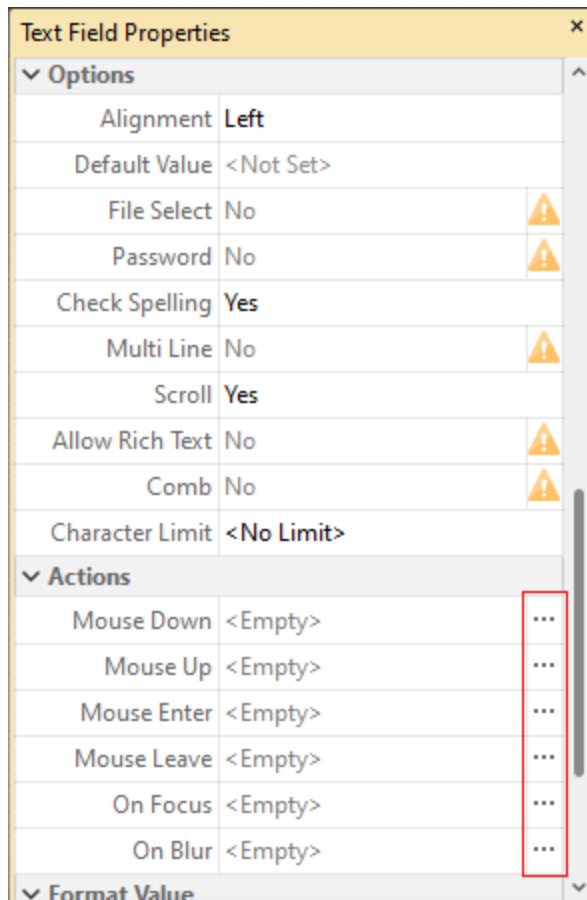 Text Field Properties
Options
Alignment Left
Default Value <Not Set>
File Select No
Password No
Check Spelling Yes
Multi Line No
Scroll Yes
Allow Rich Text No
Comb No
Character Limit <No Limit>
Actions
Mouse Down <Empty> ...
Mouse Up <Empty> ...
Mouse Enter <Empty> ...
Mouse Leave <Empty> ...
On Focus <Empty> ...
On Blur <Empty> ...
Format Value